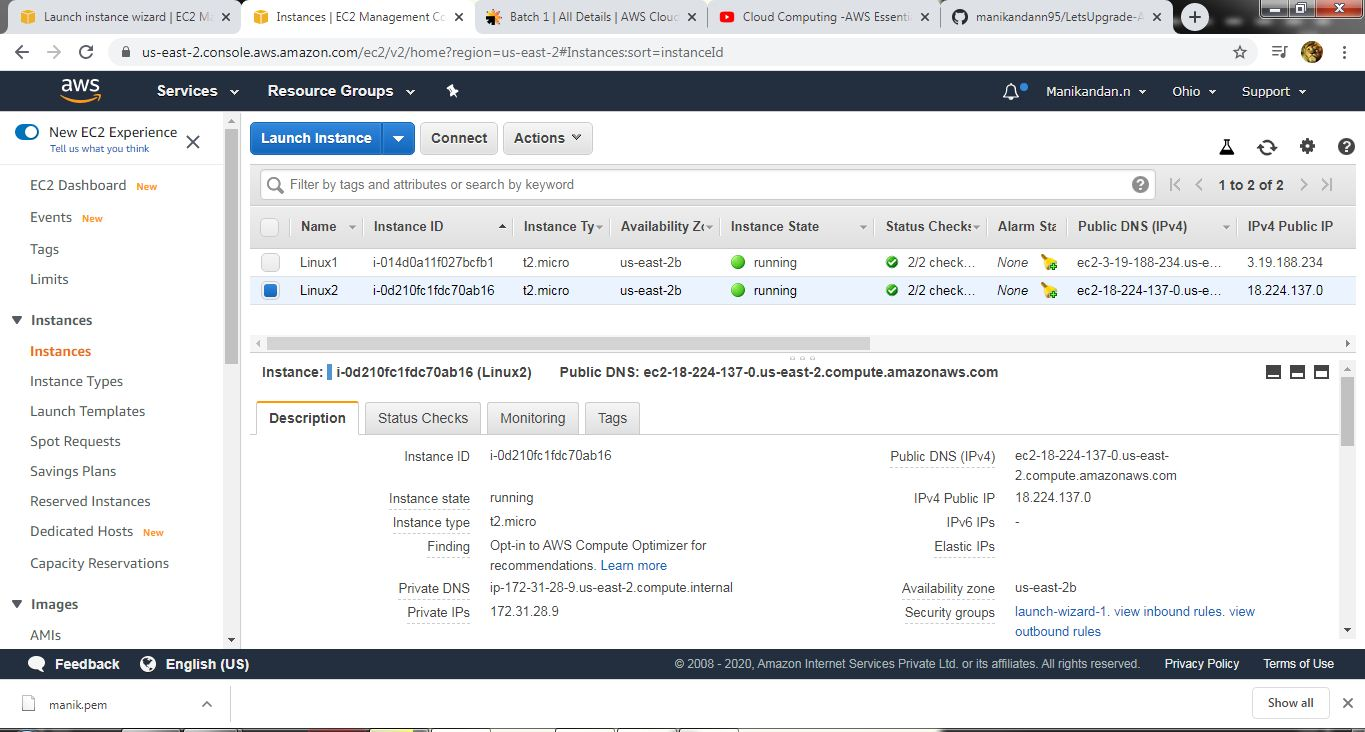 Launch instance wizard | EC2 Ma
Instances | EC2 Management Co
Batch 1 | All Details | AWS Cloud
Cloud Computing -AWS Essenti
manikandann95/LetsUpgrade-A
us-east-2.console.aws.amazon.com/ec2/v2/home?region=us-east-2#Instances:sort=instanceId
aws Services Resource Groups Manikandan.n Ohio Support
New EC2 Experience
Tell us what you think
EC2 Dashboard New
Events New
Tags
Limits
Instances
Instances
Instance Types
Launch Templates
Spot Requests
Savings Plans
Reserved Instances
Dedicated Hosts New
Capacity Reservations
Images
AMIs
Launch Instance Connect Actions
Filter by tags and attributes or search by keyword 1 to 2 of 2
Name Instance ID Instance Ty Availability Zo Instance State Status Checks Alarm Sta Public DNS (IPv4) IPv4 Public IP
Linux1 i-014d0a11f027bcfb1 t2.micro us-east-2b running 2/2 check... None ec2-3-19-188-234.us-e... 3.19.188.234
Linux2 i-0d210fc1fdc70ab16 t2.micro us-east-2b running 2/2 check... None ec2-18-224-137-0.us-e... 18.224.137.0
Instance: i-0d210fc1fdc70ab16 (Linux2) Public DNS: ec2-18-224-137-0.us-east-2.compute.amazonaws.com
Description Status Checks Monitoring Tags
Instance ID i-0d210fc1fdc70ab16
Instance state running
Instance type t2.micro
Finding Opt-in to AWS Compute Optimizer for
recommendations. Learn more
Private DNS ip-172-31-28-9.us-east-2.compute.internal
Private IPs 172.31.28.9
Public DNS (IPv4) ec2-18-224-137-0.us-east-
2.compute.amazonaws.com
IPv4 Public IP 18.224.137.0
IPv6 IPs -
Elastic IPs
Availability zone us-east-2b
Security groups launch-wizard-1. view inbound rules. view
outbound rules
Feedback English (US) © 2008 - 2020, Amazon Internet Services Private Ltd. or its affiliates. All rights reserved. Privacy Policy Terms of Use
manik.pem Show all